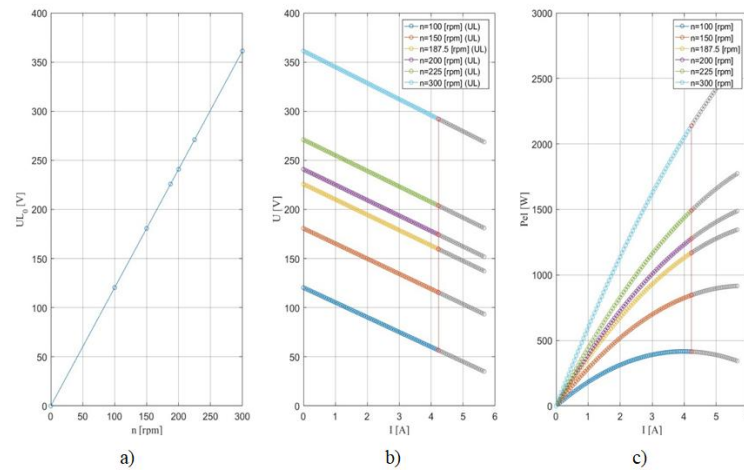 400
350
300
250
200
150
100
50
0
UL0 [V]
0 50 100 150 200 250 300
n [rpm]
a)
400
350
300
250
200
150
100
50
0
U [V]
n=100 [rpm] (UL)
n=150 [rpm] (UL)
n=187.5 [rpm] (UL)
n=200 [rpm] (UL)
n=225 [rpm] (UL)
n=300 [rpm] (UL)
0 1 2 3 4 5 6
I [A]
b)
3000
2500
2000
1500
1000
500
0
Pel [W]
n=100 [rpm]
n=150 [rpm]
n=187.5 [rpm]
n=200 [rpm]
n=225 [rpm]
n=300 [rpm]
0 1 2 3 4 5
I [A]
c)